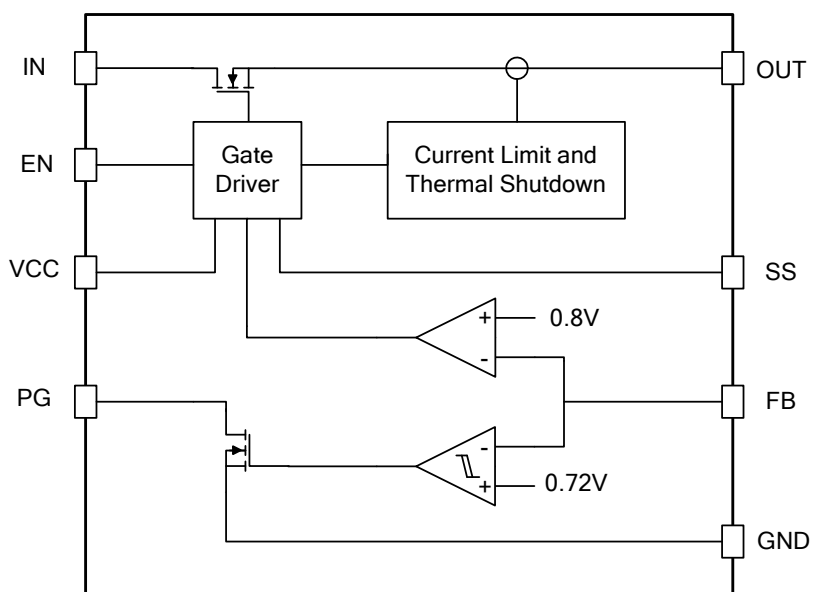 IN
OUT
EN
Gate
Driver
Current Limit and
Thermal Shutdown
VCC
SS
+
0.8V
-
PG
FB
-
+
0.72V
GND